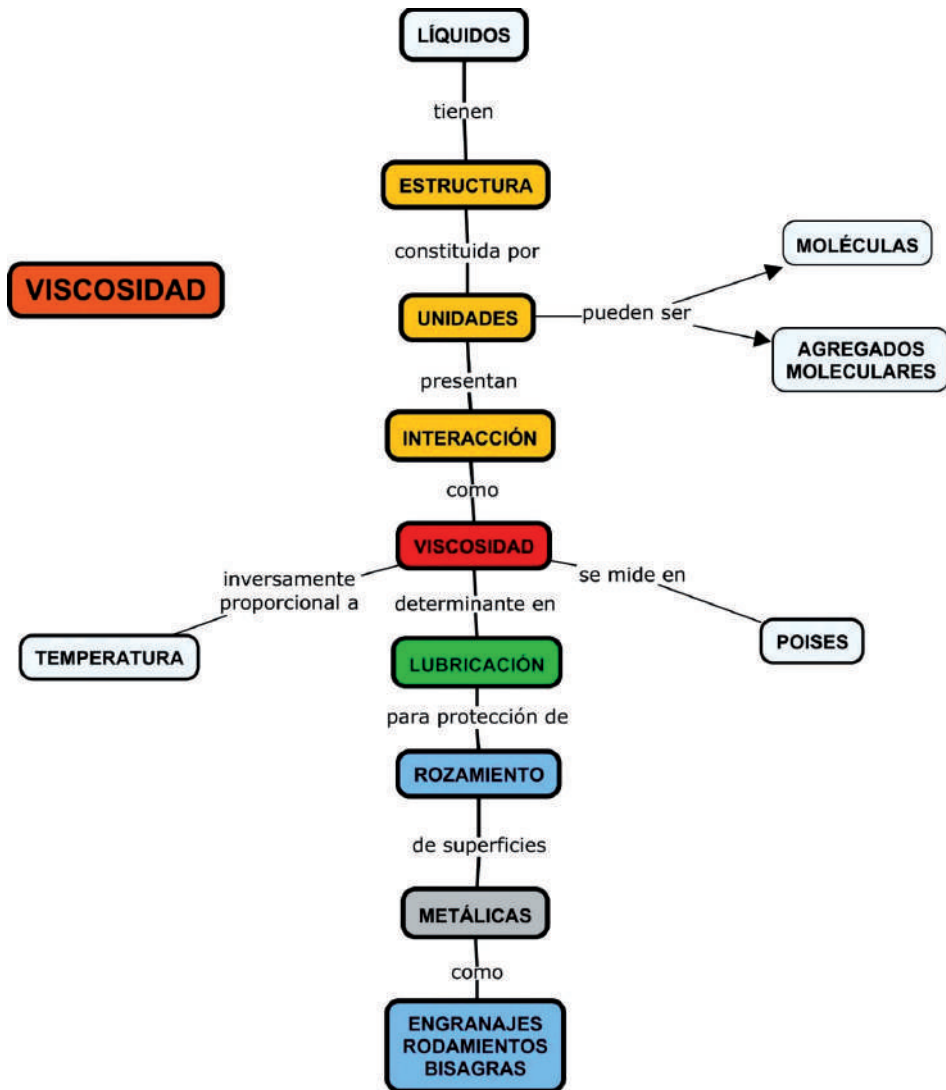 LÍQUIDOS
tienen
ESTRUCTURA
constituida por
VISCOSIDAD
UNIDADES
pueden ser
MOLÉCULAS
AGREGADOS
MOLECULARES
presentan
INTERACCIÓN
como
VISCOSIDAD
inversamente
proporcional a
TEMPERATURA
se mide en
POISES
determinante en
LUBRICACIÓN
para protección de
ROZAMIENTO
de superficies
METÁLICAS
como
ENGRANAJES
RODAMIENTOS
BISAGRAS